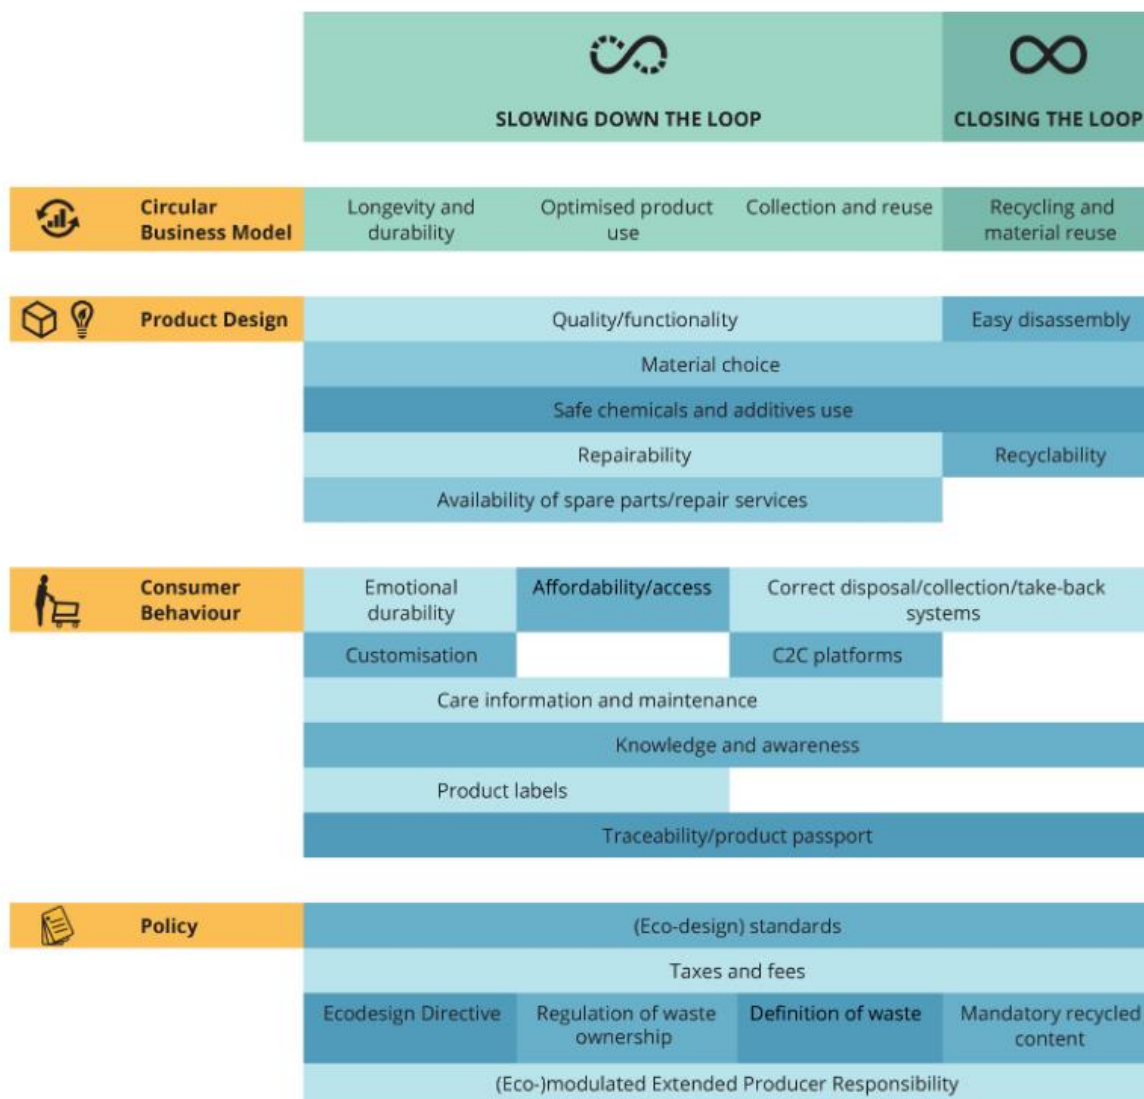 SLOWING DOWN THE LOOP
CLOSING THE LOOP
Circular
Business Model
Longevity and
durability
Optimised product
use
Collection and reuse
Recycling and
material reuse
Product Design
Quality/functionality
Easy disassembly
Material choice
Safe chemicals and additives use
Repairability
Recyclability
Availability of spare parts/repair services
Consumer
Behaviour
Emotional
durability
Affordability/access
Correct disposal/collection/take-back
systems
Customisation
C2C platforms
Care information and maintenance
Knowledge and awareness
Product labels
Traceability/product passport
Policy
(Eco-design) standards
Taxes and fees
Ecodesign Directive
Regulation of waste
ownership
Definition of waste
Mandatory recycled
content
(Eco-)modulated Extended Producer Responsibility